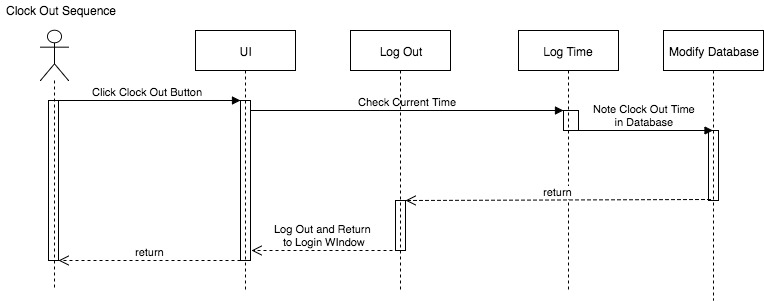 Clock Out Sequence
UI
Log Out
Log Time
Modify Database
Click Clock Out Button
Check Current Time
Note Clock Out Time
in Database
return
Log Out and Return
to Login WIndow
return